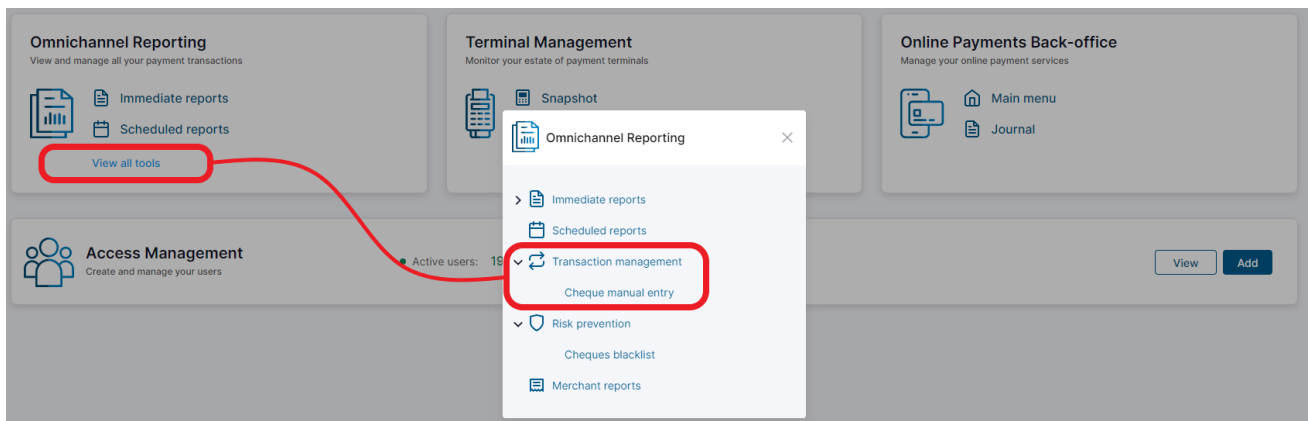 Omnichannel Reporting
View and manage all your payment transactions
Immediate reports
Scheduled reports
View all tools
Terminal Management
Monitor your estate of payment terminals
Snapshot
Online Payments Back-office
Manage your online payment services
Main menu
Journal
Access Management
Create and manage your users
Active users: 19
View
Add
Omnichannel Reporting
Immediate reports
Scheduled reports
Transaction management
Cheque manual entry
Risk prevention
Cheques blacklist
Merchant reports